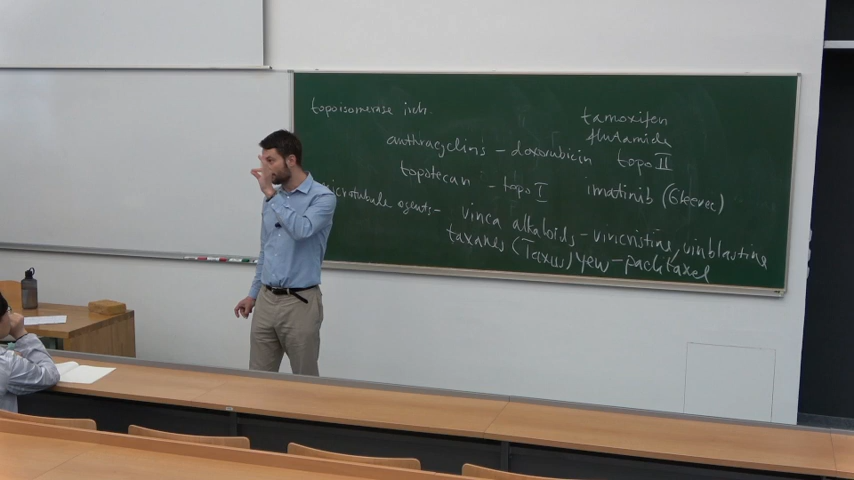 topoisomerase inh.
tamoxifen
flutamide
anthracyclins - doxorubicin topo II
topotecan - topo I
imatinib (Gleevec)
microtubule agents - vinca alkaloids - vincristine, vinblastine
taxanes (Taxus) yew - paclitaxel